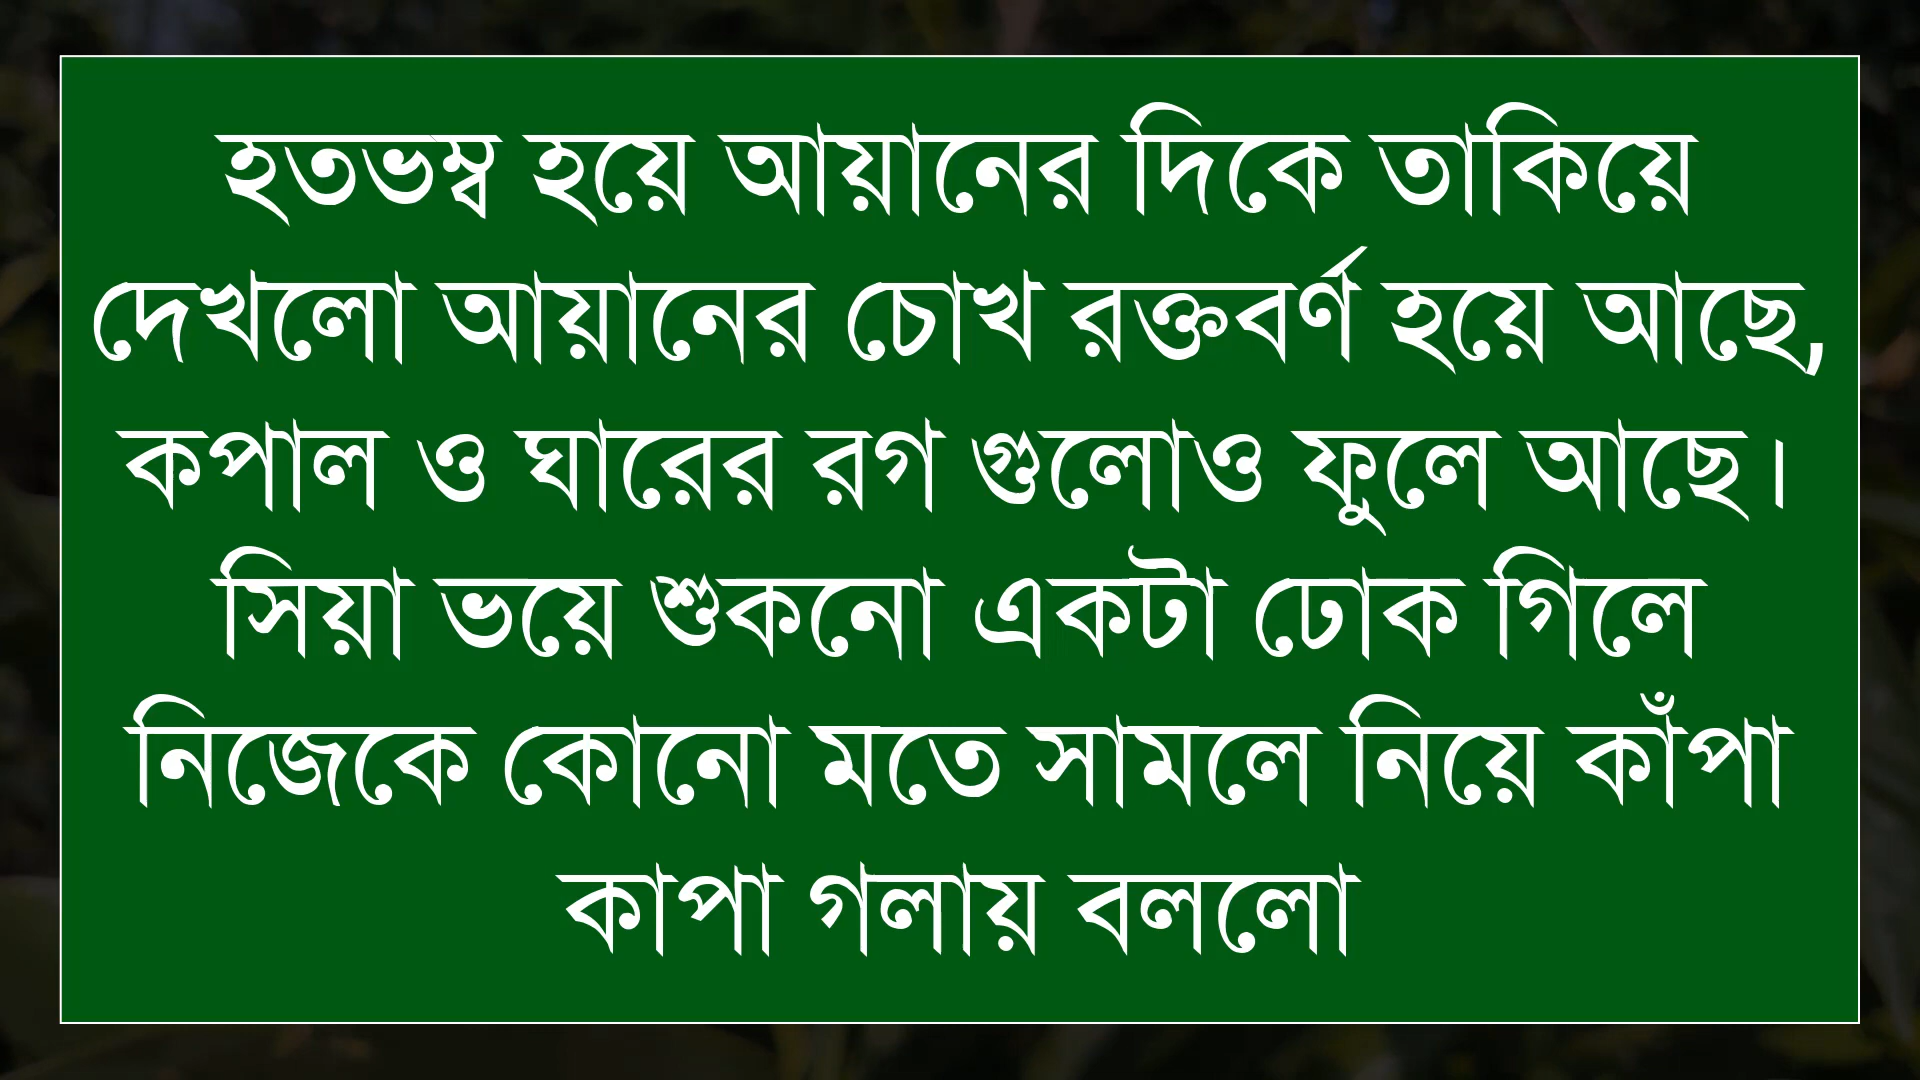 হতভম্ব হয়ে আয়ানের দিকে তাকিয়ে
দেখলো আয়ানের চোখ রক্তবর্ণ হয়ে আছে,
কপাল ও ঘারের রগ গুলোও ফুলে আছে।
সিয়া ভয়ে শুকনো একটা ঢোক গিলে
নিজেকে কোনো মতে সামলে নিয়ে কাঁপা
কাপা গলায় বললো